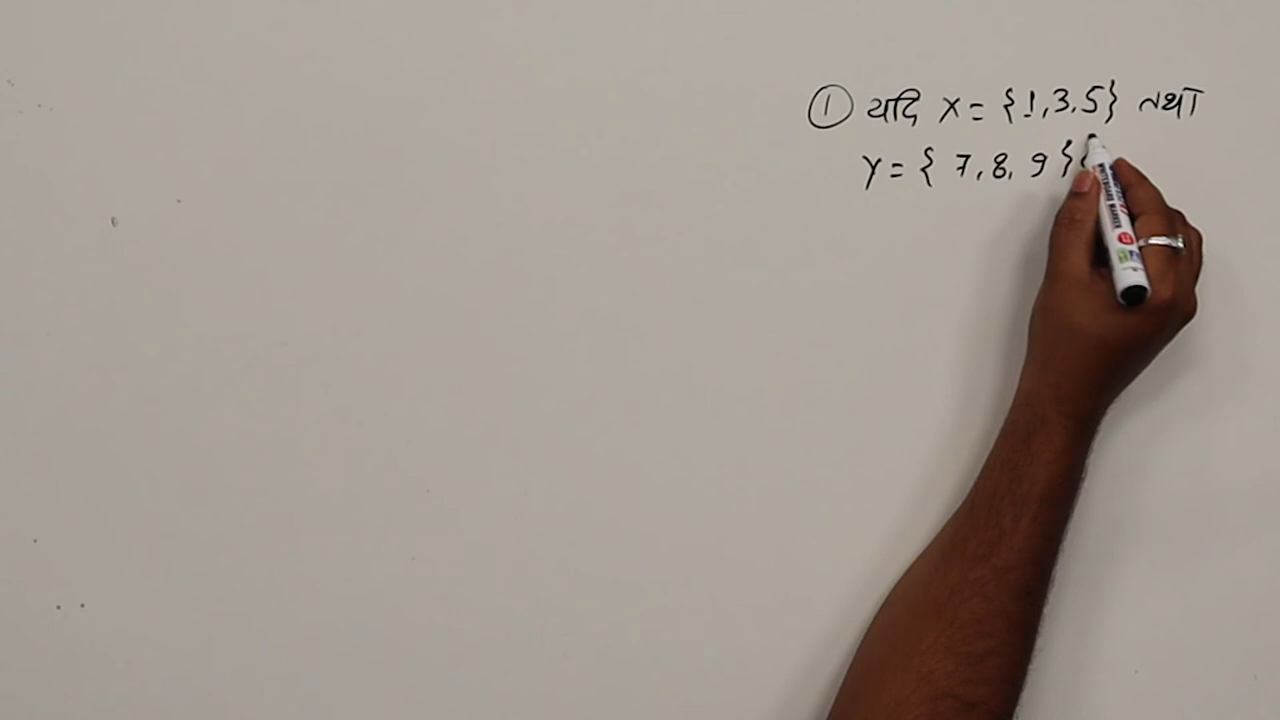 ① यदि X = {1,3,5} तथा
Y = { 7,8, 9}